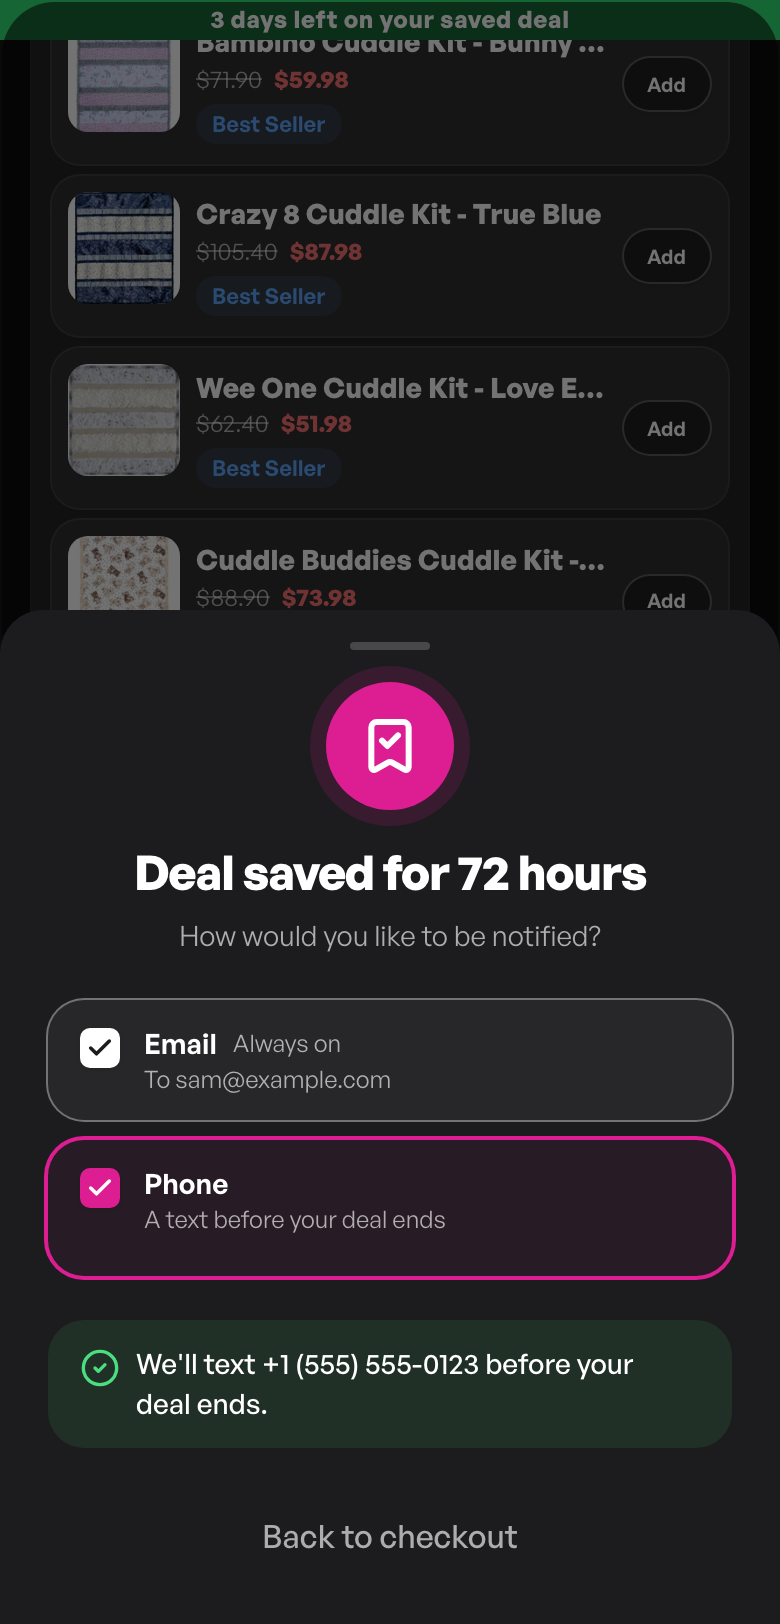 3 days left on your saved deal
Bambino Cuddle Kit - Bunny ...
$71.90 $59.98
Add
Best Seller
Crazy 8 Cuddle Kit - True Blue
$105.40 $87.98
Add
Best Seller
Wee One Cuddle Kit - Love E...
$62.40 $51.98
Add
Best Seller
Cuddle Buddies Cuddle Kit -...
$88.90 $73.98
Add
Deal saved for 72 hours
How would you like to be notified?
Email Always on
To sam@example.com
Phone
A text before your deal ends
We'll text +1 (555) 555-0123 before your
deal ends.
Back to checkout